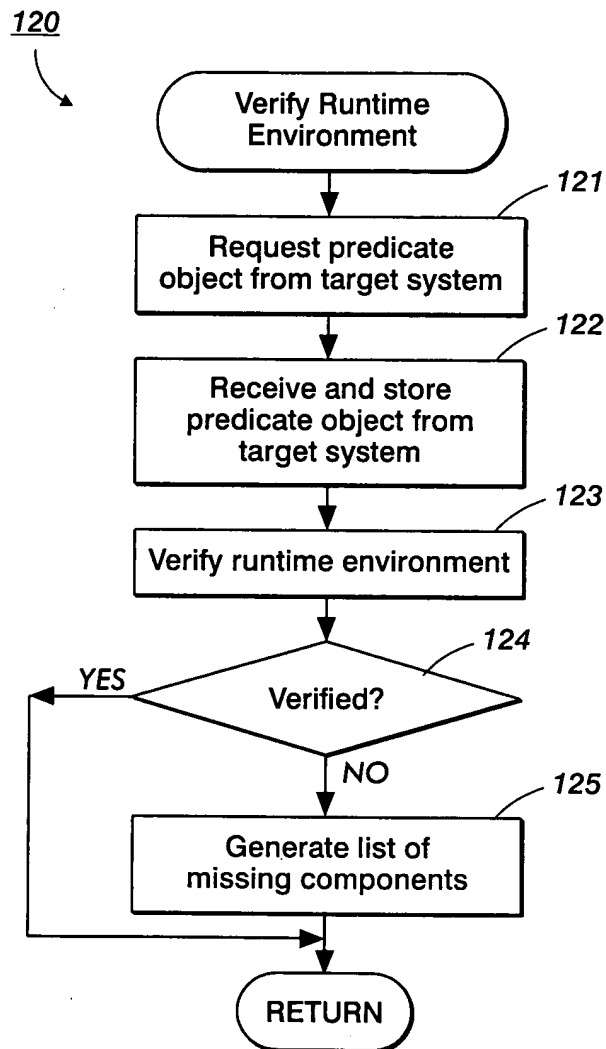 120
Verify Runtime
Environment
121
Request predicate
object from target system
122
Receive and store
predicate object from
target system
123
Verify runtime environment
124
YES
Verified?
NO
125
Generate list of
missing components
RETURN